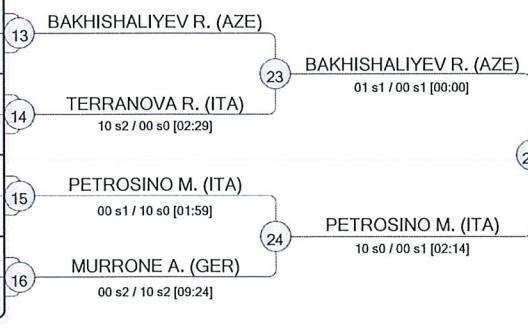 13
BAKHISHALIYEV R. (AZE)
23
BAKHISHALIYEV R. (AZE)
01 s1 / 00 s1 [00:00]
14
TERRANOVA R. (ITA)
10 s2 / 00 s0 [02:29]
15
PETROSINO M. (ITA)
00 s1 / 10 s0 [01:59]
24
PETROSINO M. (ITA)
10 s0 / 00 s1 [02:14]
16
MURRONE A. (GER)
00 s2 / 10 s2 [09:24]